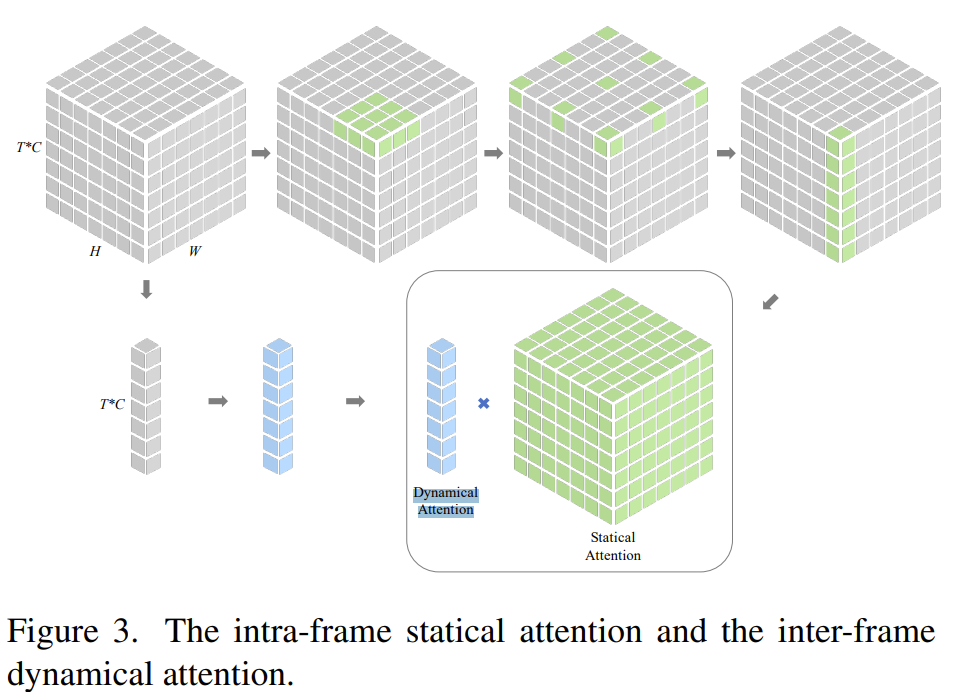 T*C
H
W
T*C
Dynamical
Attention
Statical
Attention
Figure 3. The intra-frame statical attention and the inter-frame
dynamical attention.